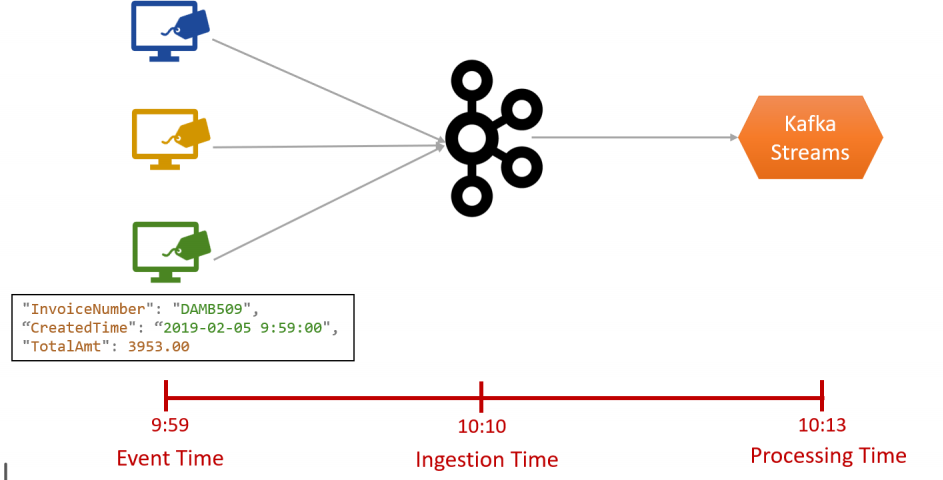 Kafka
Streams
"InvoiceNumber": "DAMB509",
“CreatedTime": “2019-02-05 9:59:00",
"TotalAmt": 3953.00
9:59
10:10
10:13
Event Time
Ingestion Time
Processing Time